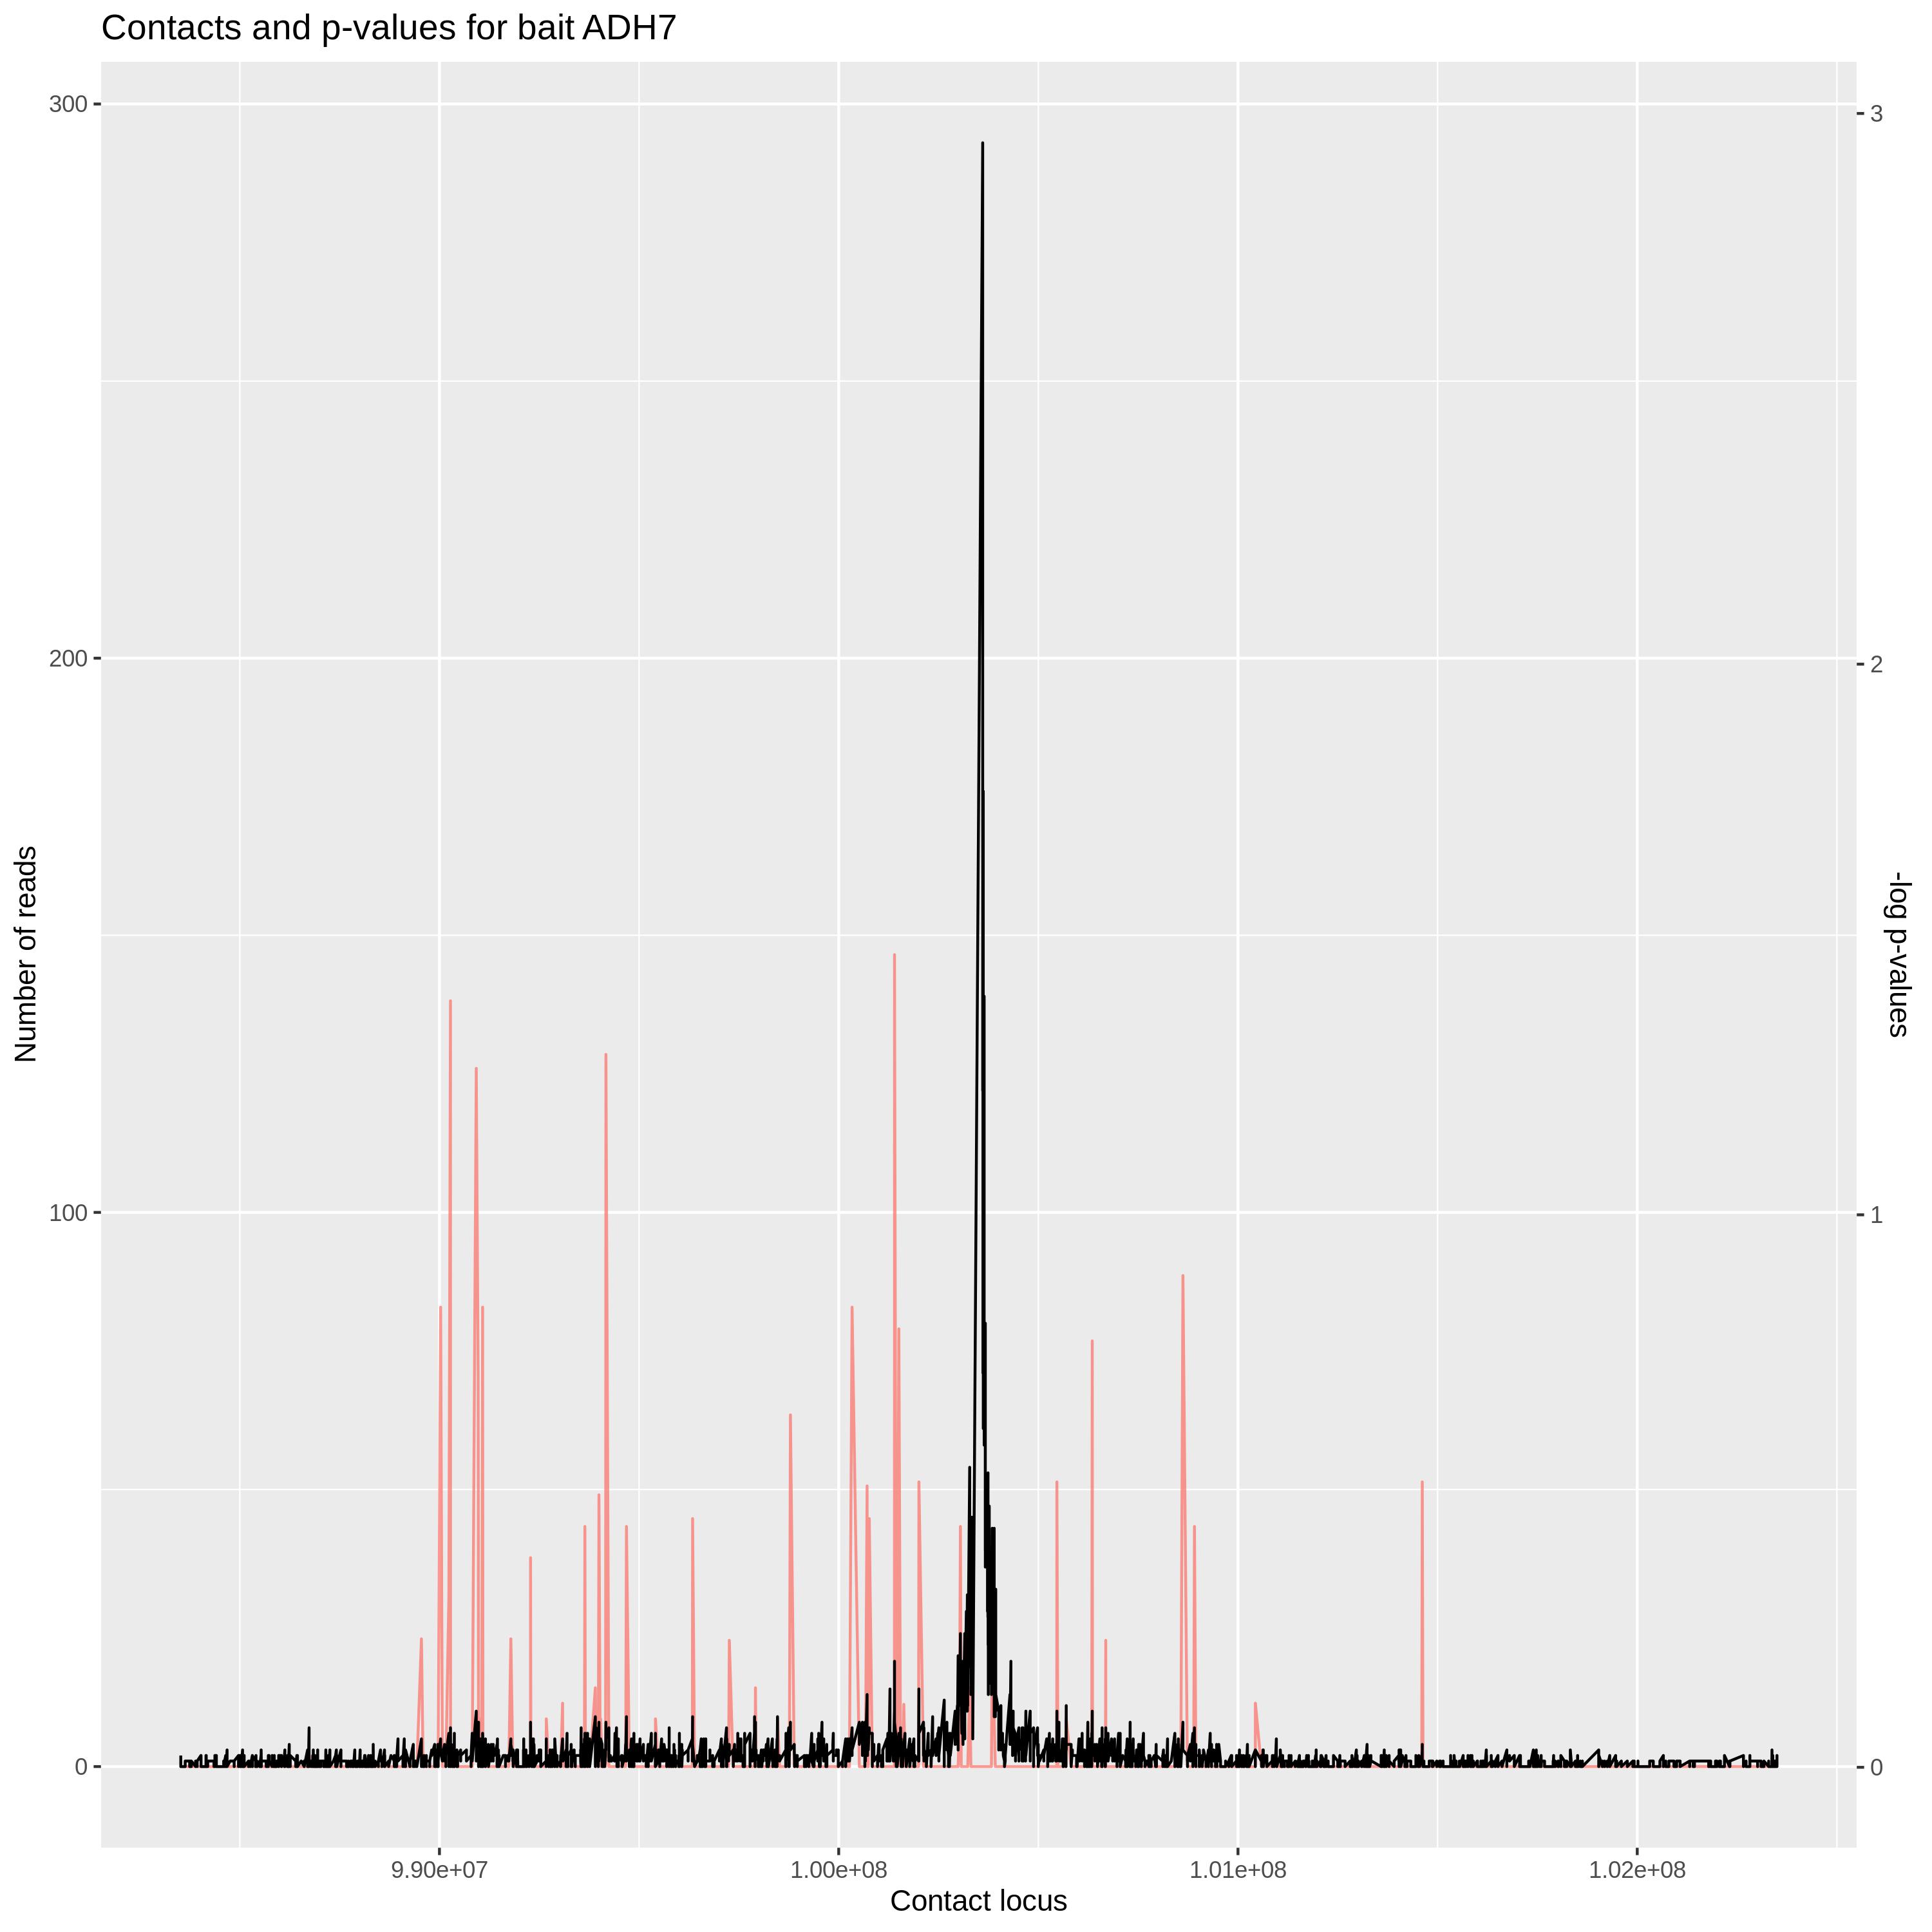 Contacts and p-values for bait ADH7
300
200
100
0
Number of reads
3
2
1
0
-log p-values
9.90e+07
1.00e+08
1.01e+08
1.02e+08
Contact locus